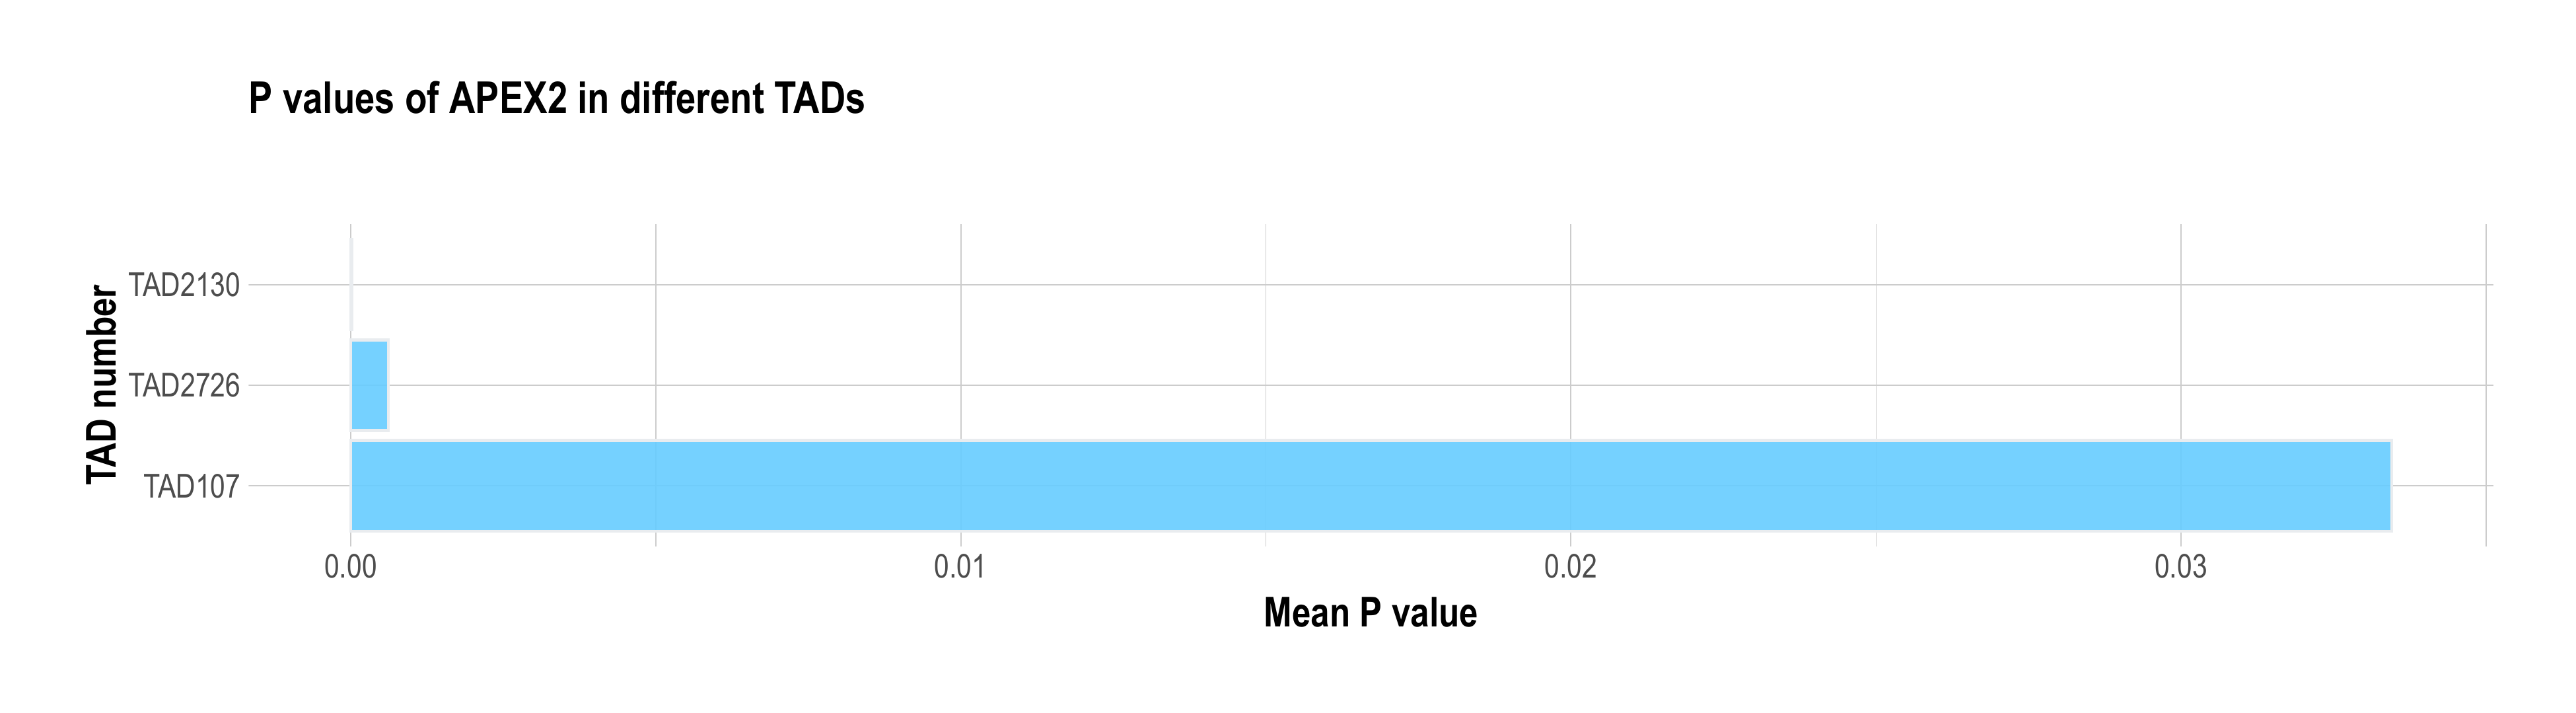 P values of APEX2 in different TADs
TAD number
TAD2130
TAD2726
TAD107
0.00
0.01
0.02
0.03
Mean P value